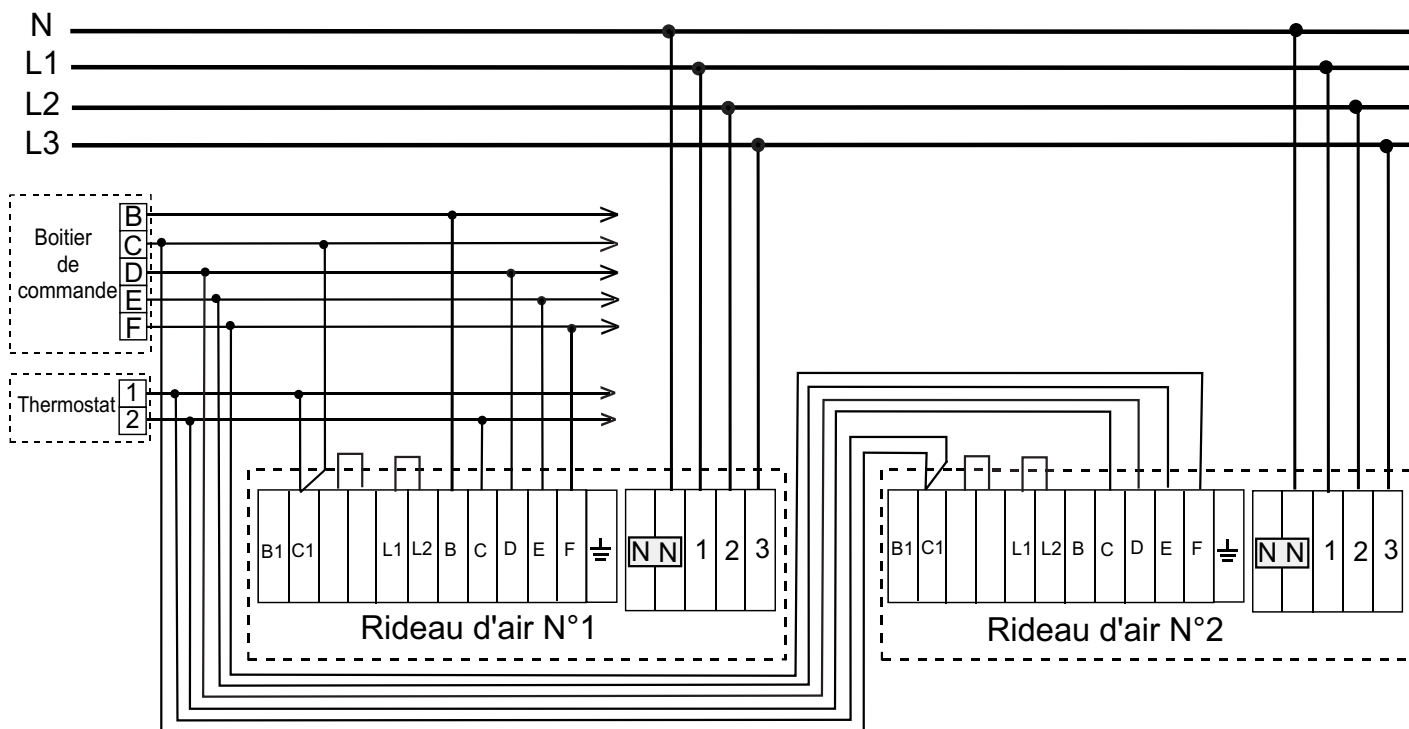 N
L1
L2
L3
Boitier
de
commande
B
C
D
E
F
Thermostat
1
2
B1 C1 L1 L2 B C D E F
N N 1 2 3
Rideau d'air N°1
B1 C1 L1 L2 B C D E F
N N 1 2 3
Rideau d'air N°2